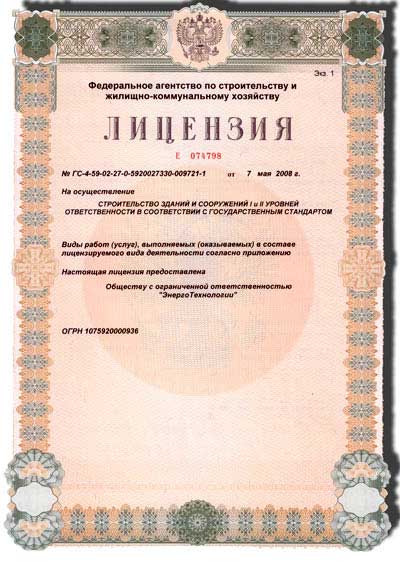 Экз. 1
Федеральное агентство по строительству и
жилищно-коммунальному хозяйству
ЛИЦЕНЗИЯ
Е 074798
№ ГС-4-59-02-27-0-5920027330-009721-1 от 7 мая 2008 г.
На осуществление
СТРОИТЕЛЬСТВО ЗДАНИЙ И СООРУЖЕНИЙ I и II УРОВНЕЙ
ОТВЕТСТВЕННОСТИ В СООТВЕТСТВИИ С ГОСУДАРСТВЕННЫМ СТАНДАРТОМ
Виды работ (услуг), выполняемых (оказываемых) в составе
лицензируемого вида деятельности согласно приложению
Настоящая лицензия предоставлена
Обществу с ограниченной ответственностью
"ЭнергоТехнологии"
ОГРН 1075920000936